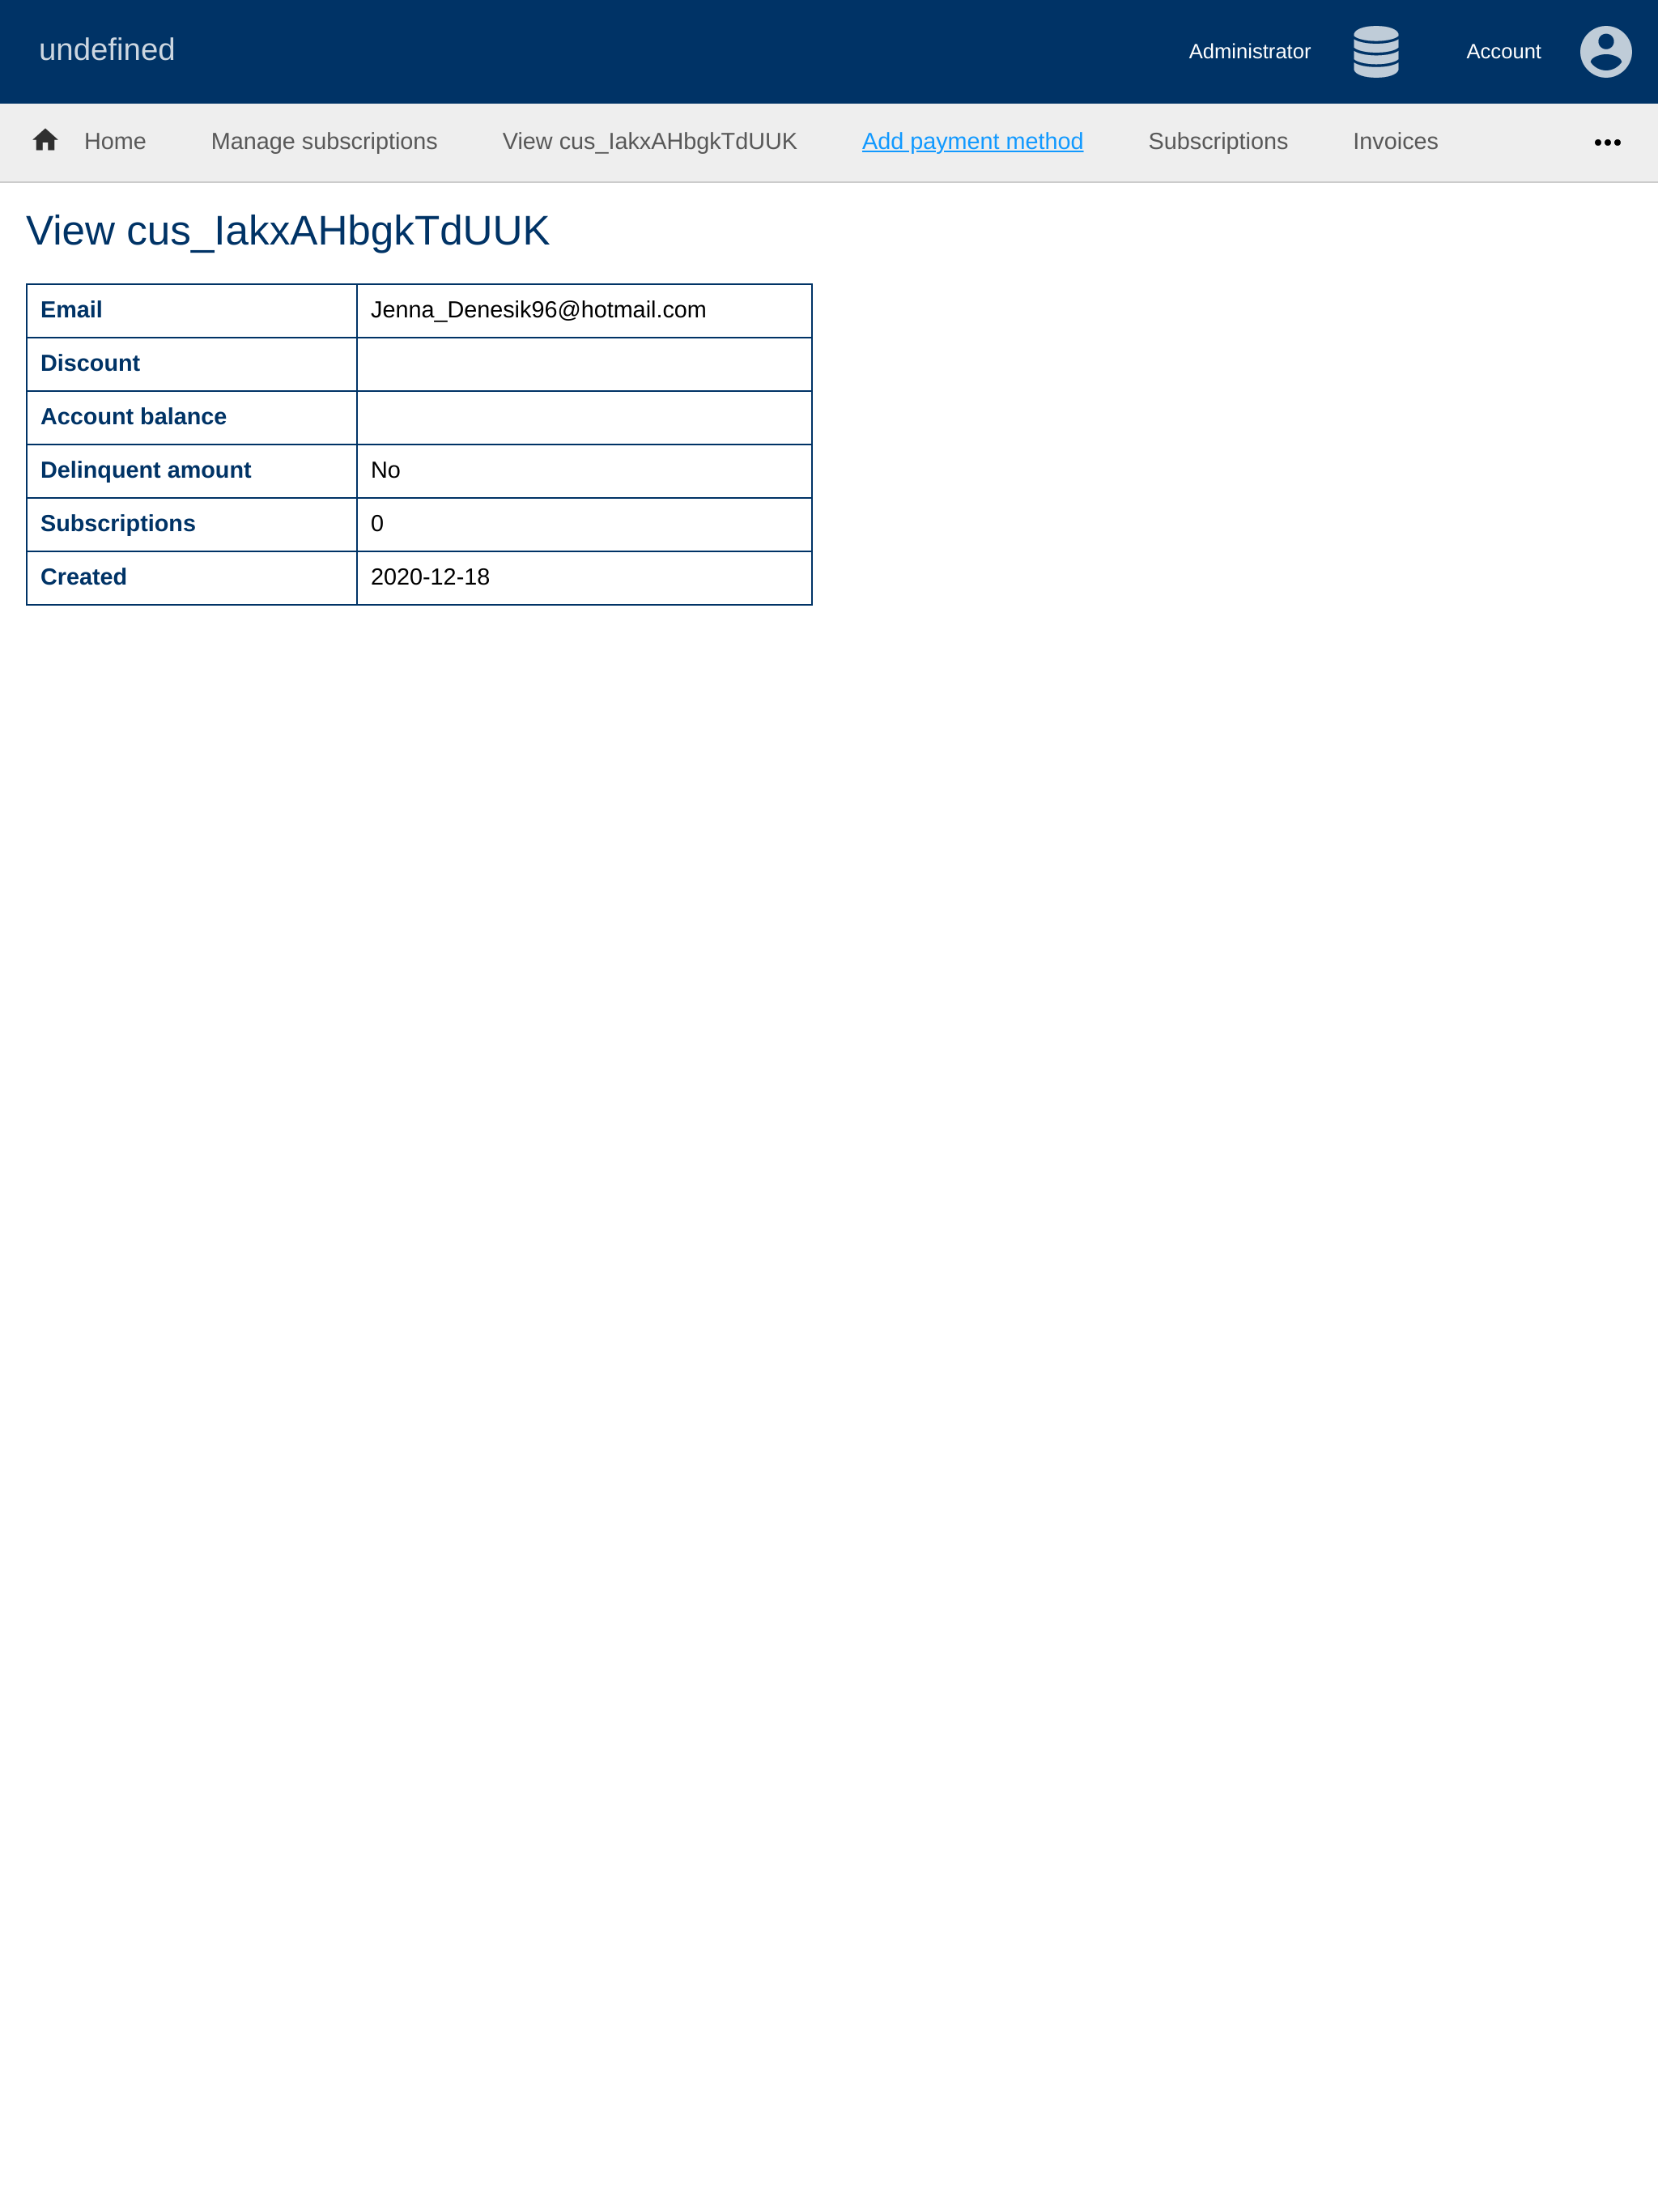 undefined
Administrator
Account
Home
Manage subscriptions
View cus_IakxAHbgkTdUUK
Add payment method
Subscriptions
Invoices
View cus_IakxAHbgkTdUUK
Email Jenna_Denesik96@hotmail.com
Discount
Account balance
Delinquent amount No
Subscriptions 0
Created 2020-12-18